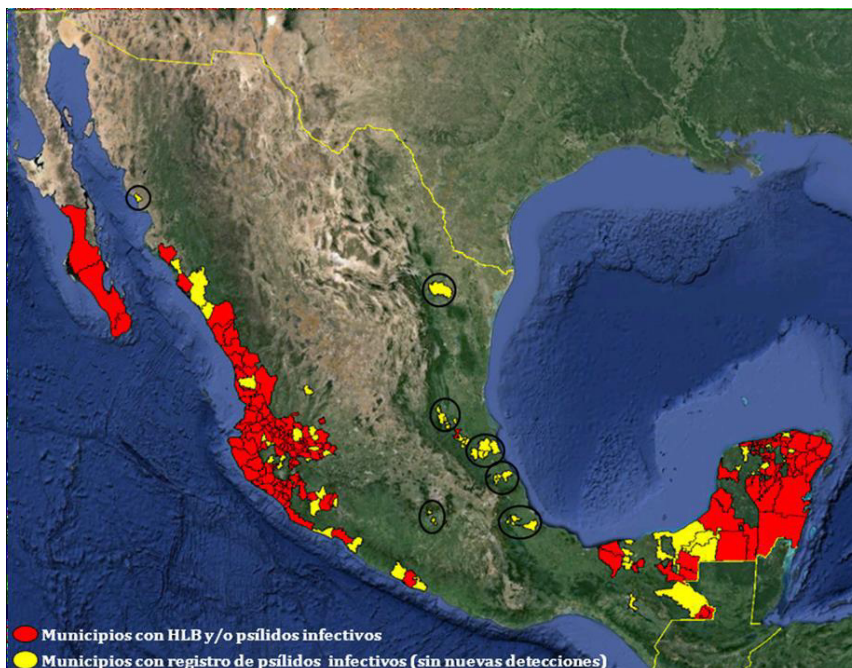 Municipios con HLB y/o psílidos infectivos
Municipios con registro de psílidos infectivos (sin nuevas detecciones)